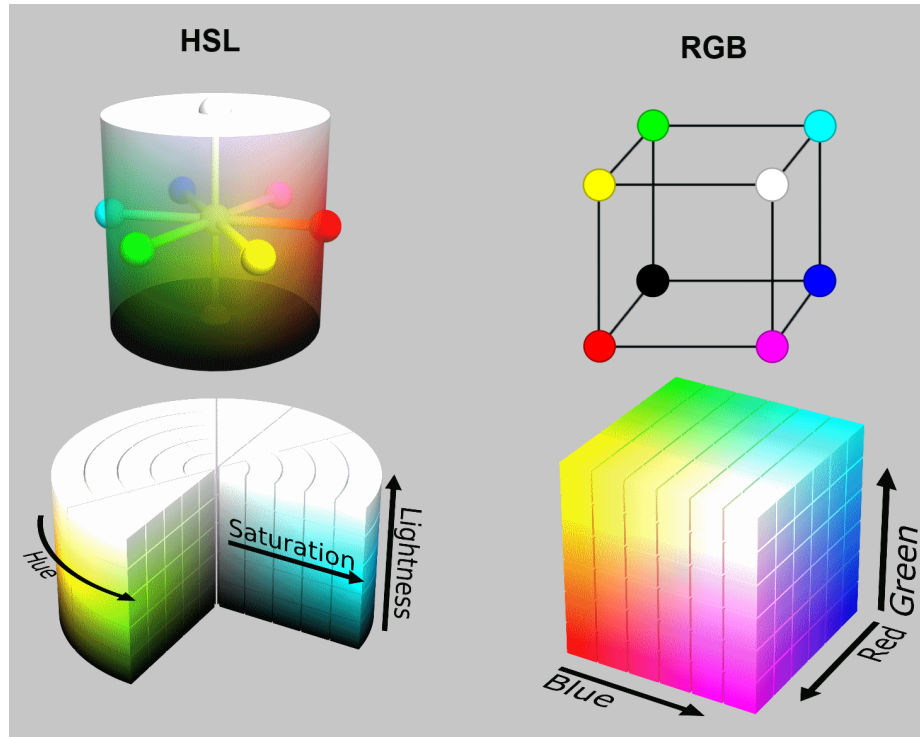 HSL
RGB
Hue
Saturation
Lightness
Blue
Red
Green